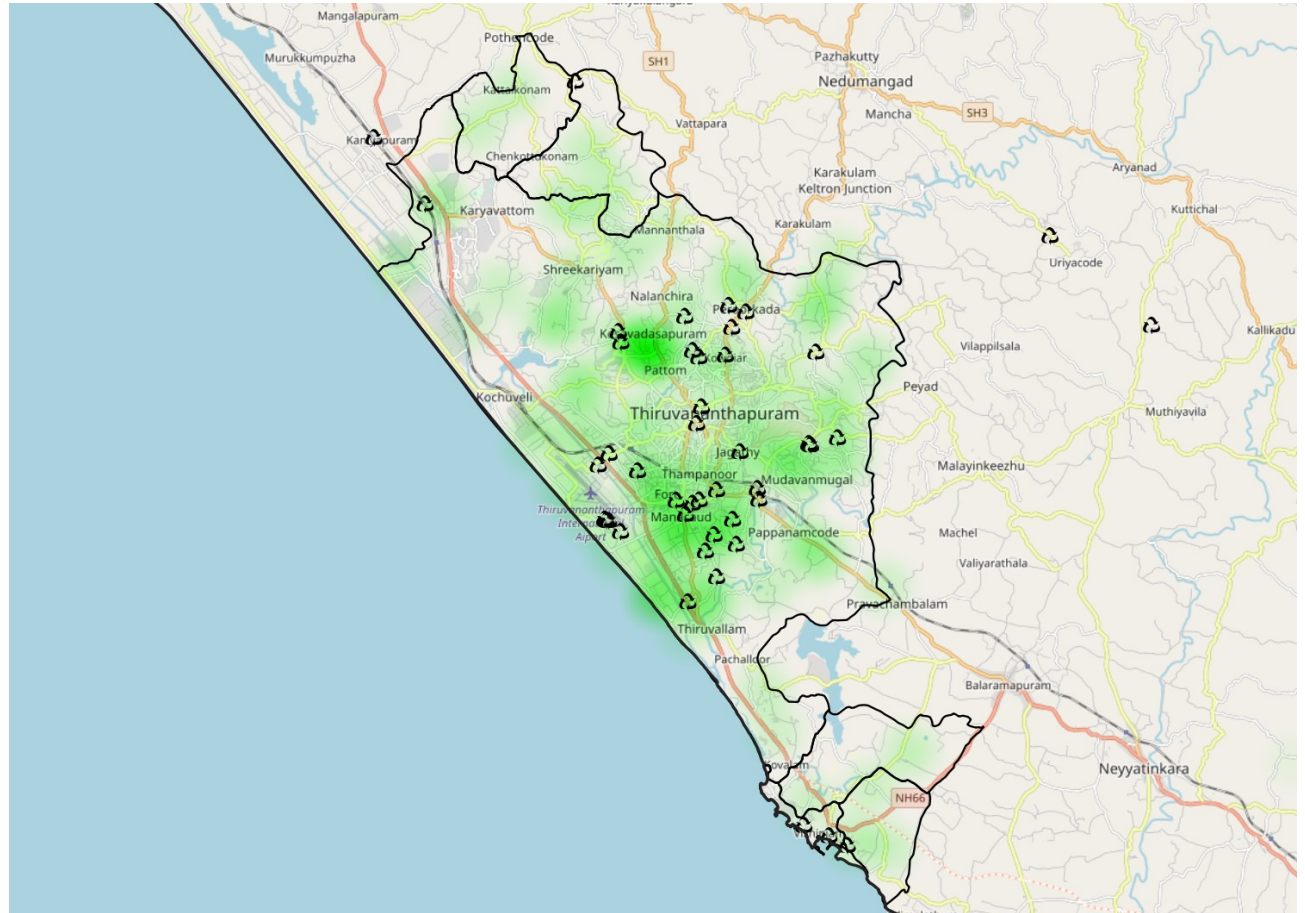 Mangalapuram
Pothencode
Murukkumpuzha
SH1
Pazhakutty
Nedumangad
Kattaikonam
SH3
Mancha
Vattapara
Chenkottukonam
Aryanad
Karakulam
Keltron Junction
Kuttichal
Karyavattom
Mannanthala
Karakulam
Uriyacode
Shreekariyam
Nalanchira
Kallikadu
Vilappilsala
Pattom
Peyad
Kochuveli
Thiruvananthapuram
Muthiyavila
Jagathy
Malayinkeezhu
Thampanoor
Mudavanmugal
Thiruvananthapuram
Pappanamcode
Machel
Valiyarathala
Pravachambalam
Thiruvallam
Pachalloor
Balaramapuram
Kovalam
Neyyatinkara
NH66